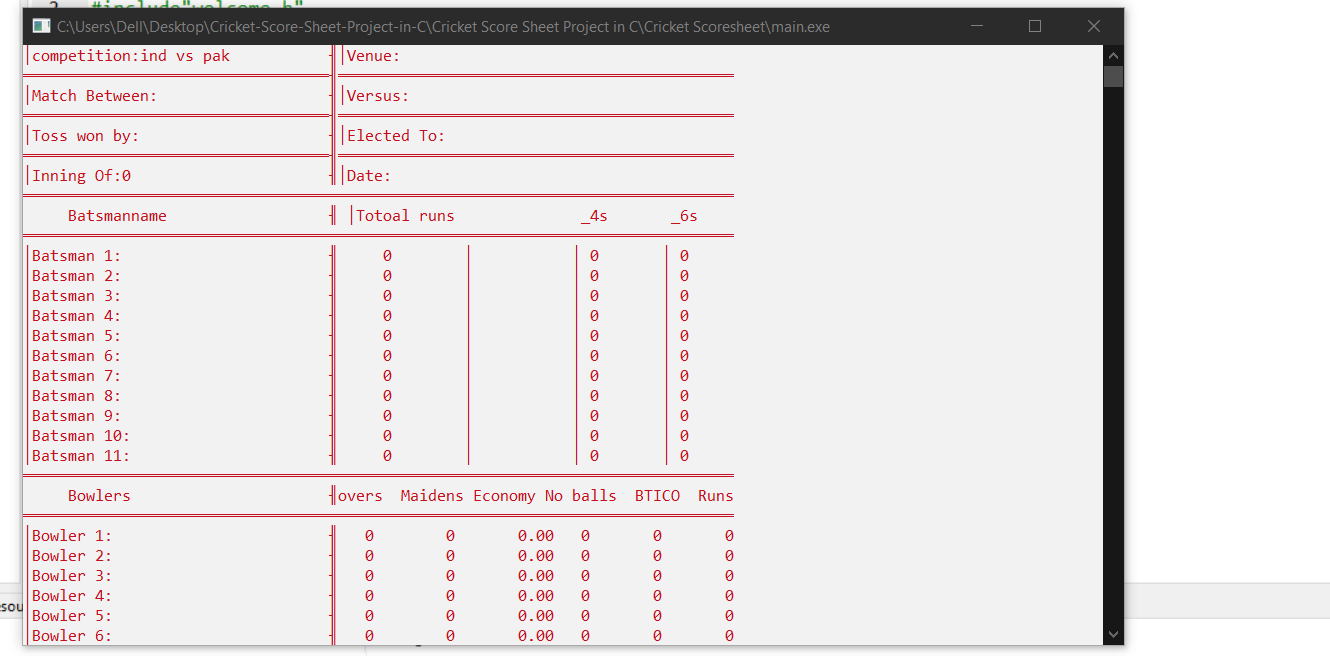 #include"welcome.h"
C:\Users\Dell\Desktop\Cricket-Score-Sheet-Project-in-C\Cricket Score Sheet Project in C\Cricket Scoresheet\main.exe
competition:ind vs pak Venue:
Match Between: Versus:
Toss won by: Elected To:
Inning Of:0 Date:
Batsmanname Totoal runs _4s _6s
Batsman 1: 0 0 0
Batsman 2: 0 0 0
Batsman 3: 0 0 0
Batsman 4: 0 0 0
Batsman 5: 0 0 0
Batsman 6: 0 0 0
Batsman 7: 0 0 0
Batsman 8: 0 0 0
Batsman 9: 0 0 0
Batsman 10: 0 0 0
Batsman 11: 0 0 0
Bowlers overs Maidens Economy No balls BTICO Runs
Bowler 1: 0 0 0.00 0 0 0
Bowler 2: 0 0 0.00 0 0 0
Bowler 3: 0 0 0.00 0 0 0
Bowler 4: 0 0 0.00 0 0 0
Bowler 5: 0 0 0.00 0 0 0
Bowler 6: 0 0 0.00 0 0 0